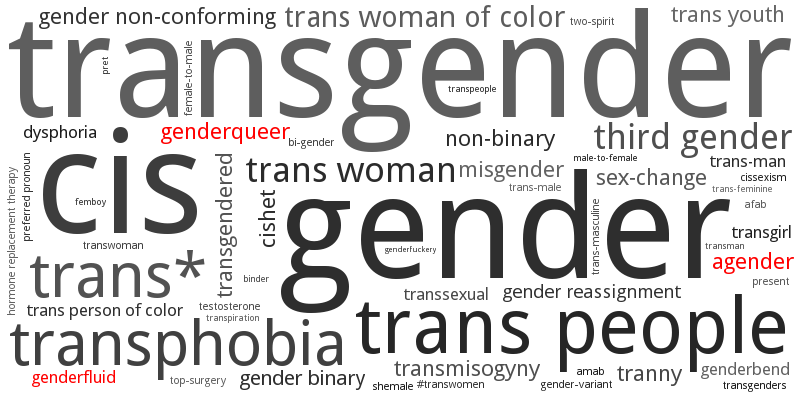 gender non-conforming
trans woman of color
two-spirit
trans youth
transgender
pret
female-to-male
transpeople
dysphoria
genderqueer
bi-gender
non-binary
third gender
cis
trans woman
misgender
male-to-female
trans-man
hormone replacement therapy
preferred pronoun
femboy
transgendered
cishet
trans-male
sex-change
cissexism
trans-feminine
afab
gender
trans-masculine
transgirl
transwoman
genderfuckery
transman
agender
trans*
binder
present
transsexual
gender reassignment
trans person of color
testosterone
transpiration
trans people
transphobia
transmisogyny
amab
tranny
genderbend
genderfluid
top-surgery
gender binary
shemale
#transwomen
gender-variant
transgenders